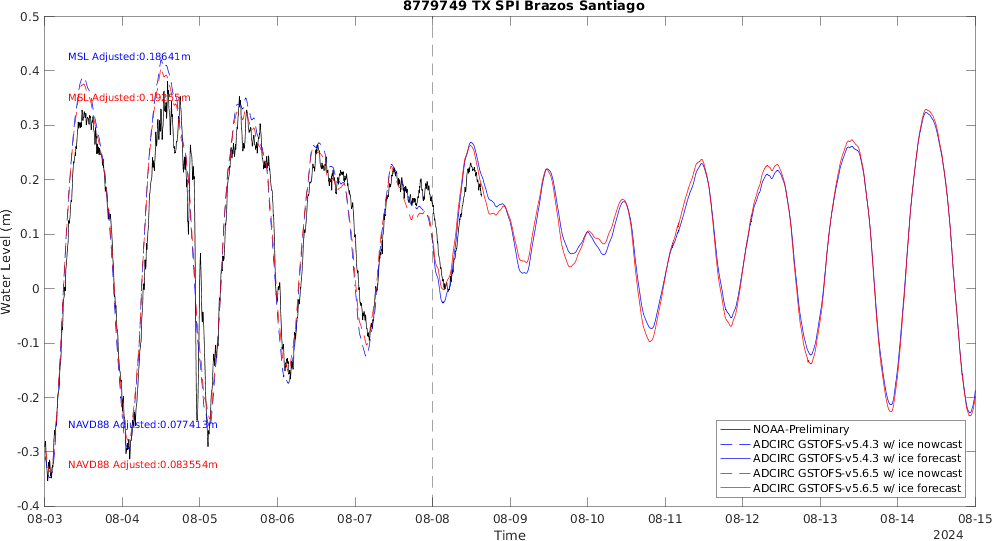 8779749 TX SPI Brazos Santiago
0.5
0.4
0.3
0.2
0.1
0
-0.1
-0.2
-0.3
-0.4
Water Level (m)
MSL Adjusted:0.18641m
MSL Adjusted:0.19255m
NAVD88 Adjusted:0.077413m
NAVD88 Adjusted:0.083554m
NOAA-Preliminary
ADCIRC GSTOFS-v5.4.3 w/ ice nowcast
ADCIRC GSTOFS-v5.4.3 w/ ice forecast
ADCIRC GSTOFS-v5.6.5 w/ ice nowcast
ADCIRC GSTOFS-v5.6.5 w/ ice forecast
08-03 08-04 08-05 08-06 08-07 08-08 08-09 08-10 08-11 08-12 08-13 08-14 08-15
Time
2024